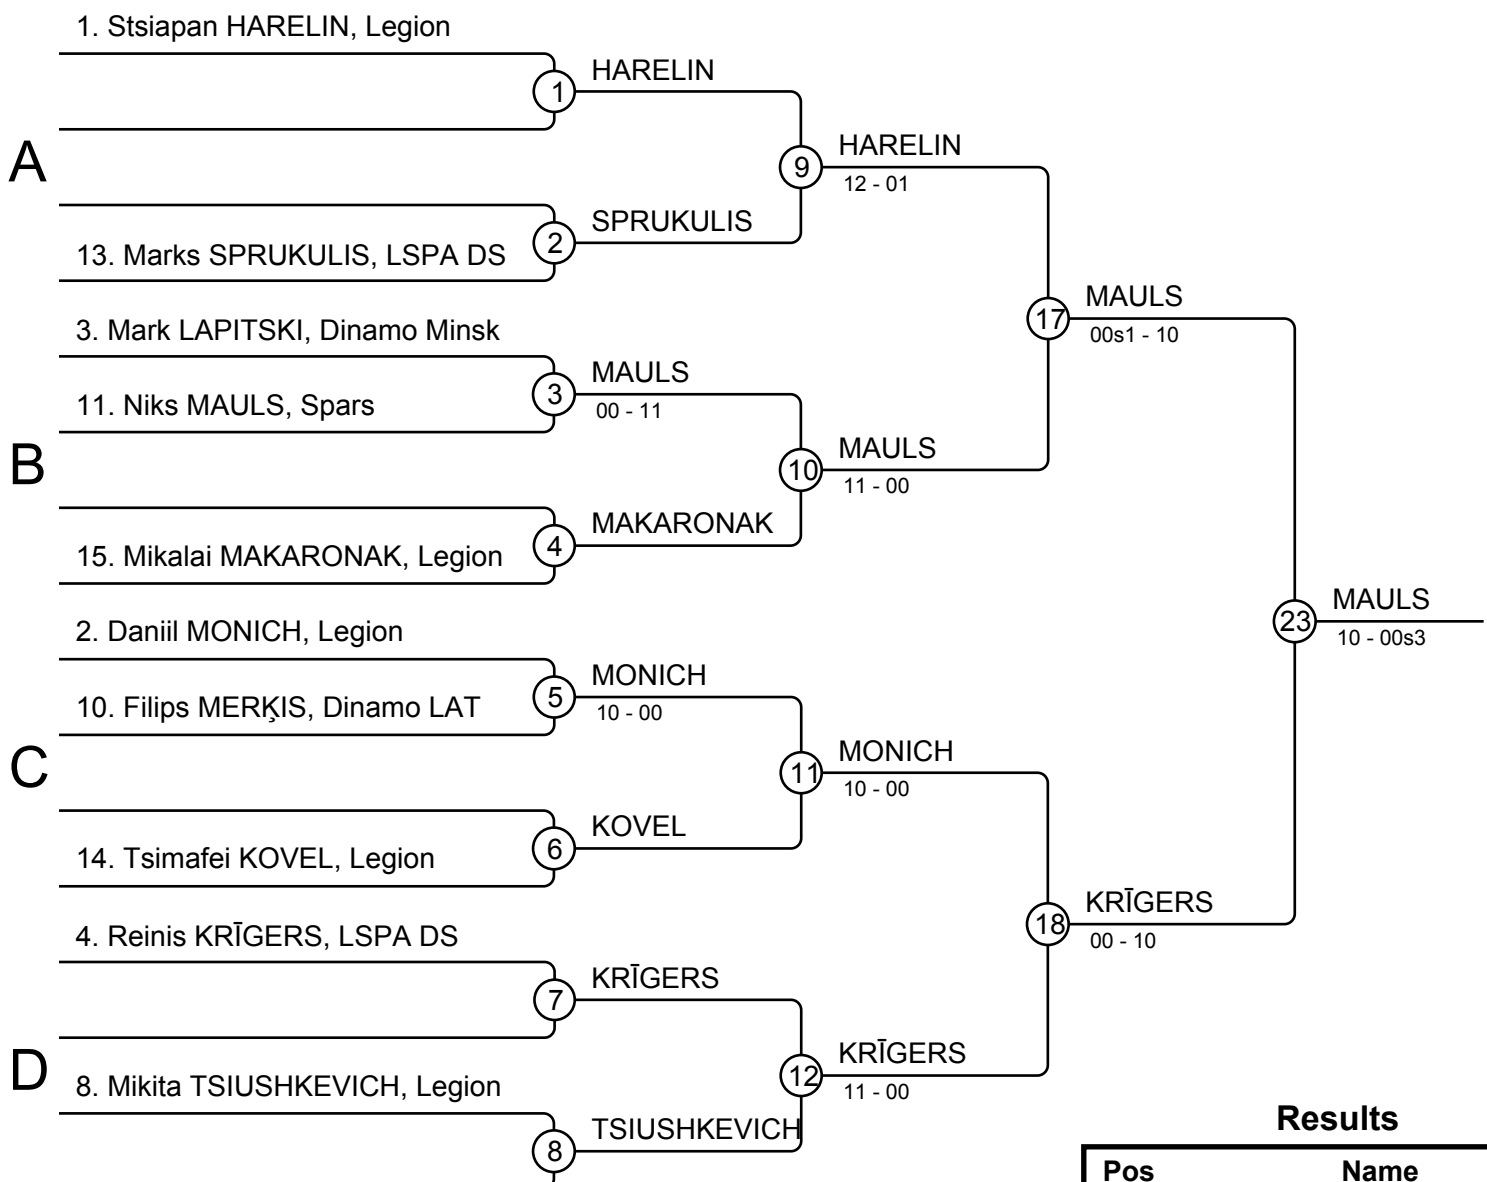 1. Stsiapan HARELIN, Legion
1
HARELIN
A
9
HARELIN
12 - 01
2
SPRUKULIS
13. Marks SPRUKULIS, LSPA DS
17
MAULS
00s1 - 10
3. Mark LAPITSKI, Dinamo Minsk
3
MAULS
00 - 11
11. Niks MAULS, Spars
B
10
MAULS
11 - 00
4
MAKARONAK
15. Mikalai MAKARONAK, Legion
23
MAULS
10 - 00s3
2. Daniil MONICH, Legion
5
MONICH
10 - 00
10. Filips MERĶIS, Dinamo LAT
C
11
MONICH
10 - 00
6
KOVEL
14. Tsimafei KOVEL, Legion
18
KRĪGERS
00 - 10
4. Reinis KRĪGERS, LSPA DS
7
KRĪGERS
D
12
KRĪGERS
11 - 00
8. Mikita TSIUSHKEVICH, Legion
8
TSIUSHKEVICH
Results
Pos Name